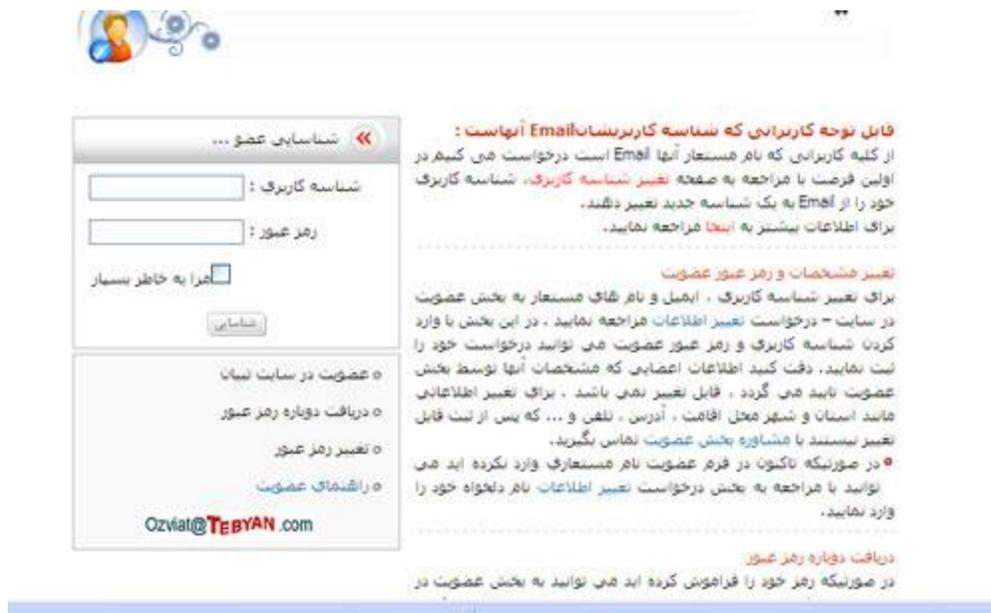 قابل توجه کاربرانی که شناسه کاربریشانEmail آنهاست :
از کلیه کاربرانی که نام مستعار آنها Email است درخواست می کنیم در
اولین فرصت با مراجعه به صفحه تغییر شناسه کاربری، شناسه کاربری
خود را از Email به یک شناسه جدید تغییر دهند.
برای اطلاعات بیشتر به اینجا مراجعه نمایید.
تغییر مشخصات و رمز عبور عضویت
برای تغییر شناسه کاربری ، ایمیل و نام های مستعار به بخش عضویت
در سایت – درخواست تغییر اطلاعات مراجعه نمایید . در این بخش با وارد
کردن شناسه کاربری و رمز عبور عضویت می توانید درخواست خود را
ثبت نمایید. دقت کنید اطلاعات اعضایی که مشخصات آنها توسط بخش
عضویت تایید می گردد ، قابل تغییر نمی باشد . برای تغییر اطلاعاتی
مانند استان و شهر محل اقامت ، آدرس ، تلفن و ... که پس از ثبت قابل
تغییر نیستند با مشاوره بخش عضویت تماس بگیرید.
در صورتیکه تاکنون در فرم عضویت نام مستعاری وارد نکرده اید می
توانید با مراجعه به بخش درخواست تغییر اطلاعات نام دلخواه خود را
وارد نمایید.
دریافت دوباره رمز عبور
در صورتیکه رمز خود را فراموش کرده اید می توانید به بخش عضویت در
شناسایی عضو ...
شناسه کاربری :
رمز عبور :
مرا به خاطر بسپار
شناسایی
عضویت در سایت تبیان
دریافت دوباره رمز عبور
تغییر رمز عبور
راهنمای عضویت
Ozviat@TEBYAN.com